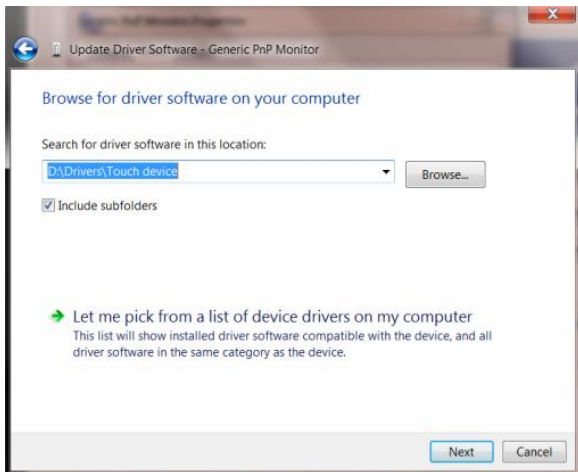 Update Driver Software - Generic PnP Monitor
Browse for driver software on your computer
Search for driver software in this location:
D:\Drivers\Touch device
Browse...
Include subfolders
Let me pick from a list of device drivers on my computer
This list will show installed driver software compatible with the device, and all
driver software in the same category as the device.
Next
Cancel